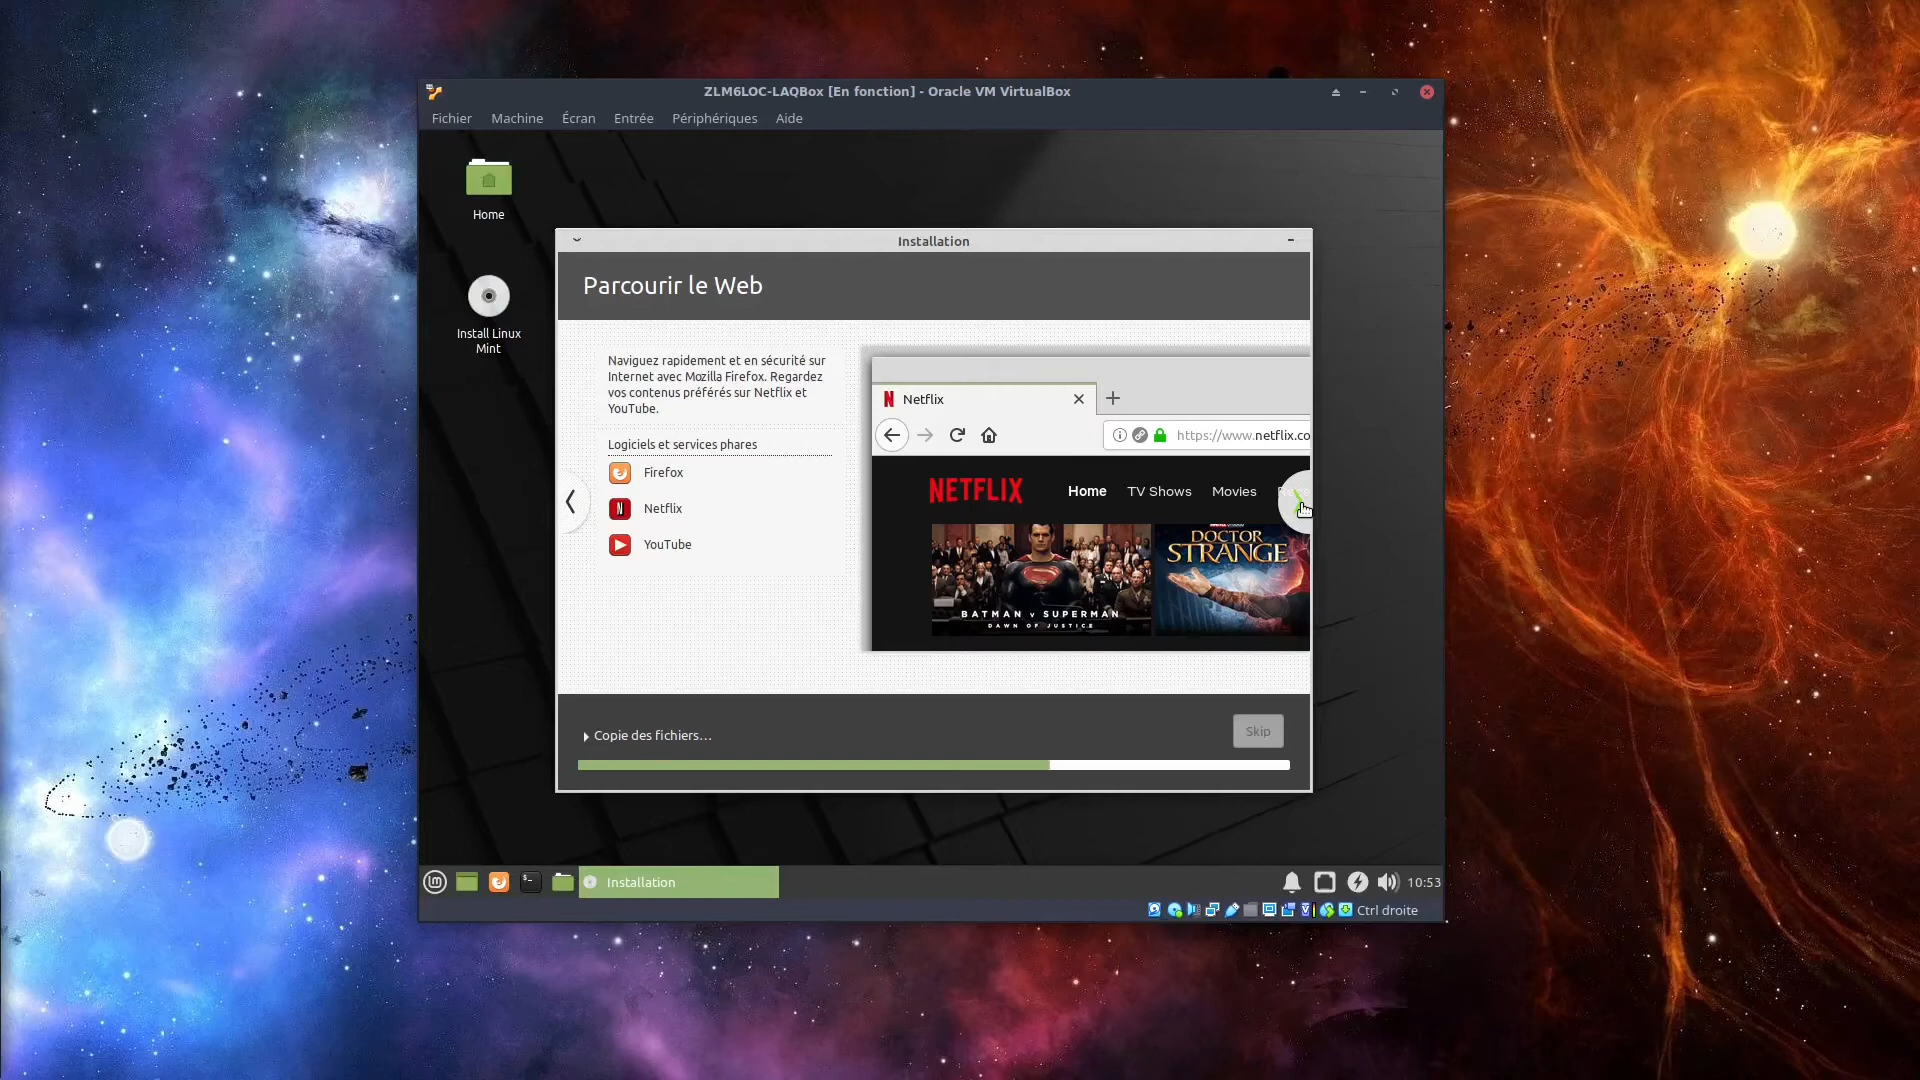 ZLM6LOC-LAQBox [En fonction] - Oracle VM VirtualBox
Fichier Machine Écran Entrée Périphériques Aide
Home
Install Linux
Mint
Installation
Parcourir le Web
Naviguez rapidement et en sécurité sur
Internet avec Mozilla Firefox. Regardez
vos contenus préférés sur Netflix et
YouTube.
Logiciels et services phares
Firefox
Netflix
YouTube
Netflix
https://www.netflix.co
NETFLIX Home TV Shows Movies
BATMAN v SUPERMAN
DAWN OF JUSTICE
DOCTOR
STRANGE
Copie des fichiers…
Skip
Installation
10:53
Ctrl droite